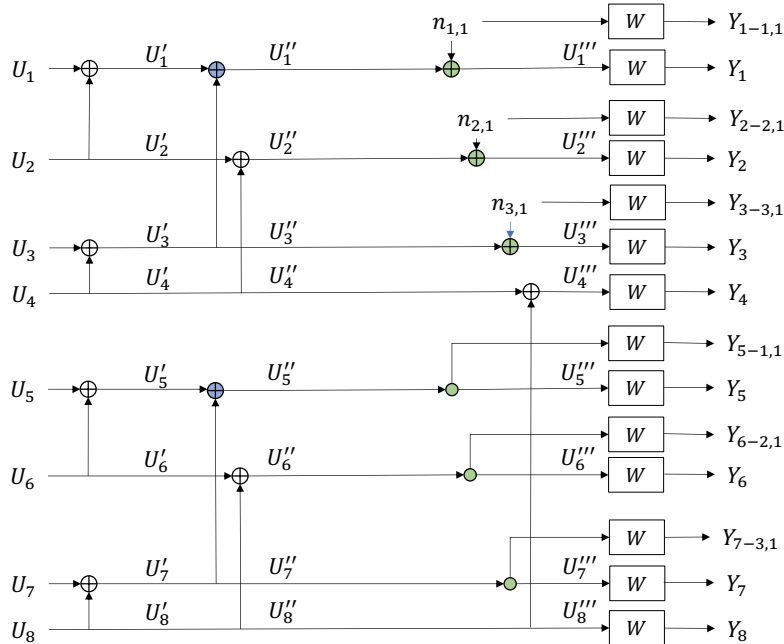 n₁,₁ W Y₁₋₁,₁
U₁ U₁′ U₁″ U₁‴ W Y₁
n₂,₁ W Y₂₋₂,₁
U₂ U₂′ U₂″ U₂‴ W Y₂
n₃,₁ W Y₃₋₃,₁
U₃ U₃′ U₃″ U₃‴ W Y₃
U₄ U₄′ U₄″ U₄‴ W Y₄
W Y₅₋₁,₁
U₅ U₅′ U₅″ U₅‴ W Y₅
W Y₆₋₂,₁
U₆ U₆′ U₆″ U₆‴ W Y₆
W Y₇₋₃,₁
U₇ U₇′ U₇″ U₇‴ W Y₇
U₈ U₈′ U₈″ U₈‴ W Y₈